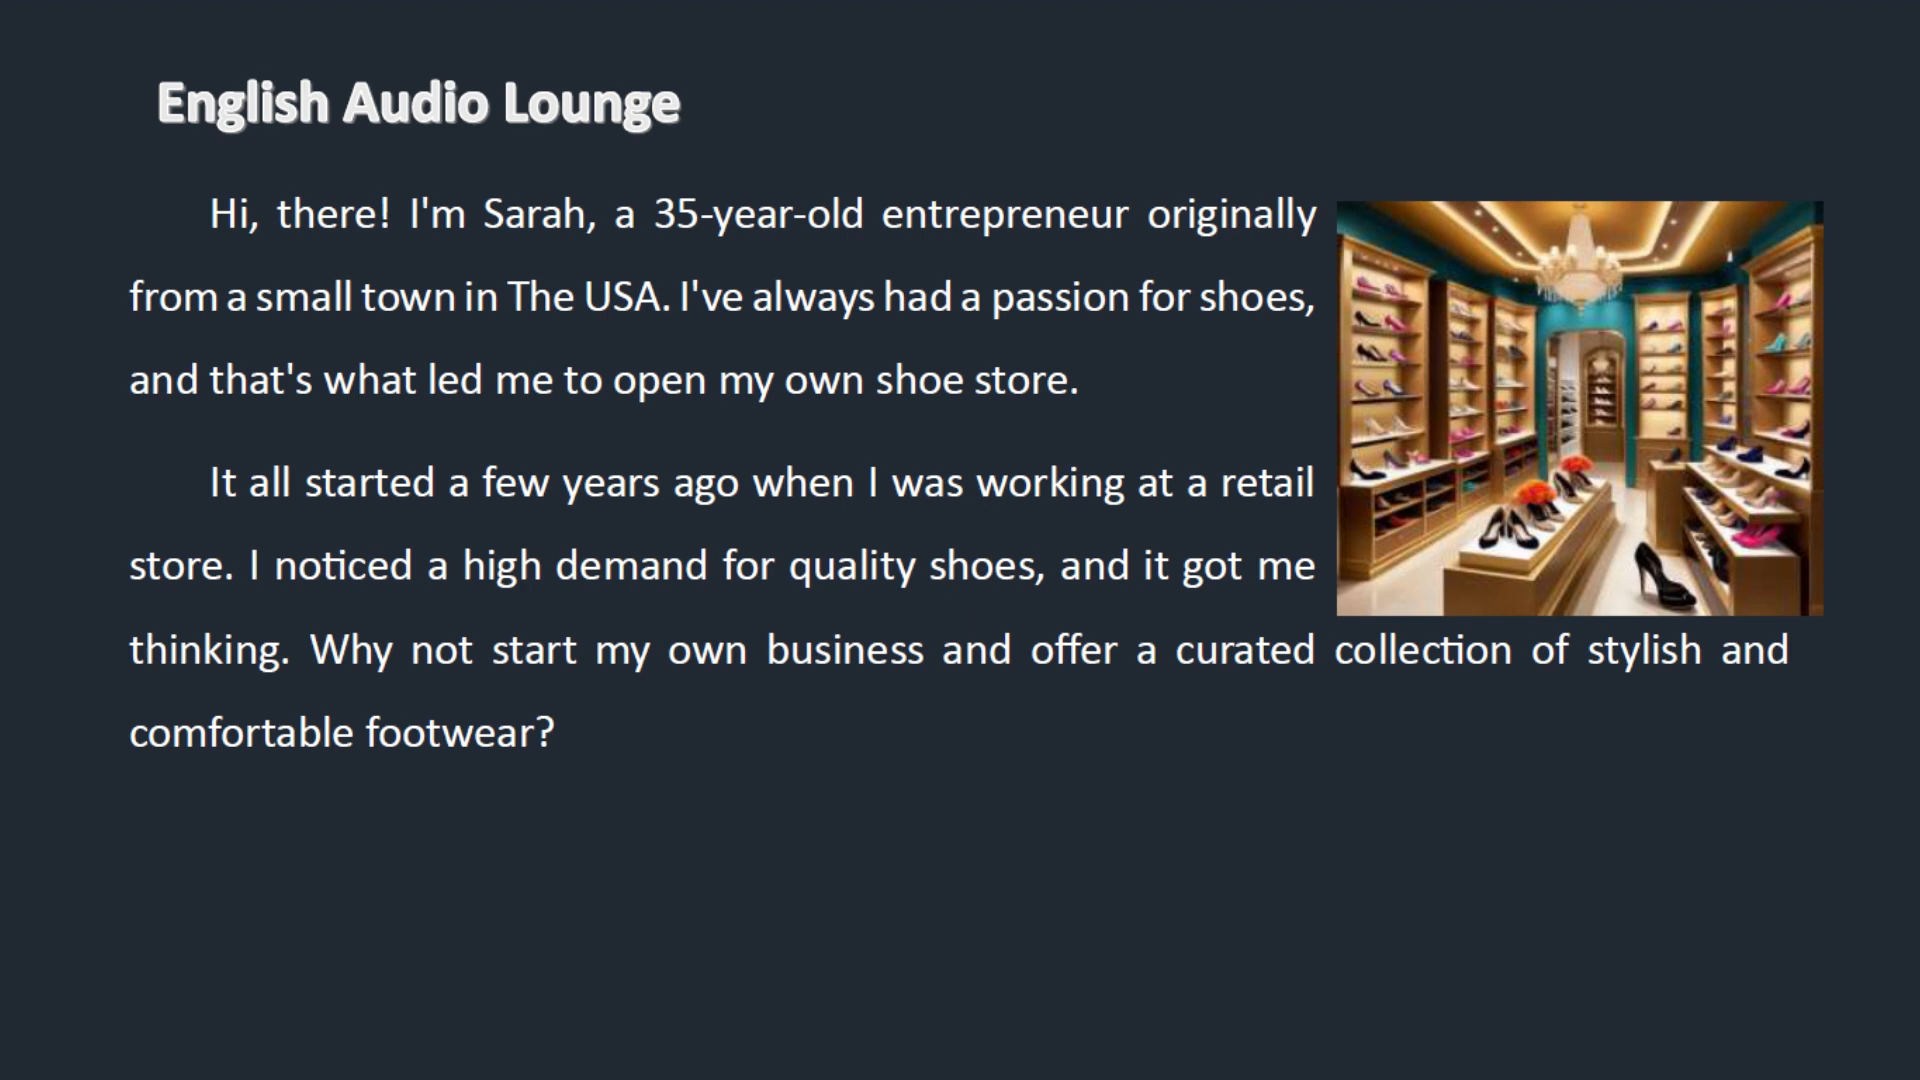 English Audio Lounge
Hi, there! I'm Sarah, a 35-year-old entrepreneur originally
from a small town in The USA. I've always had a passion for shoes,
and that's what led me to open my own shoe store.
It all started a few years ago when I was working at a retail
store. I noticed a high demand for quality shoes, and it got me
thinking. Why not start my own business and offer a curated collection of stylish and
comfortable footwear?